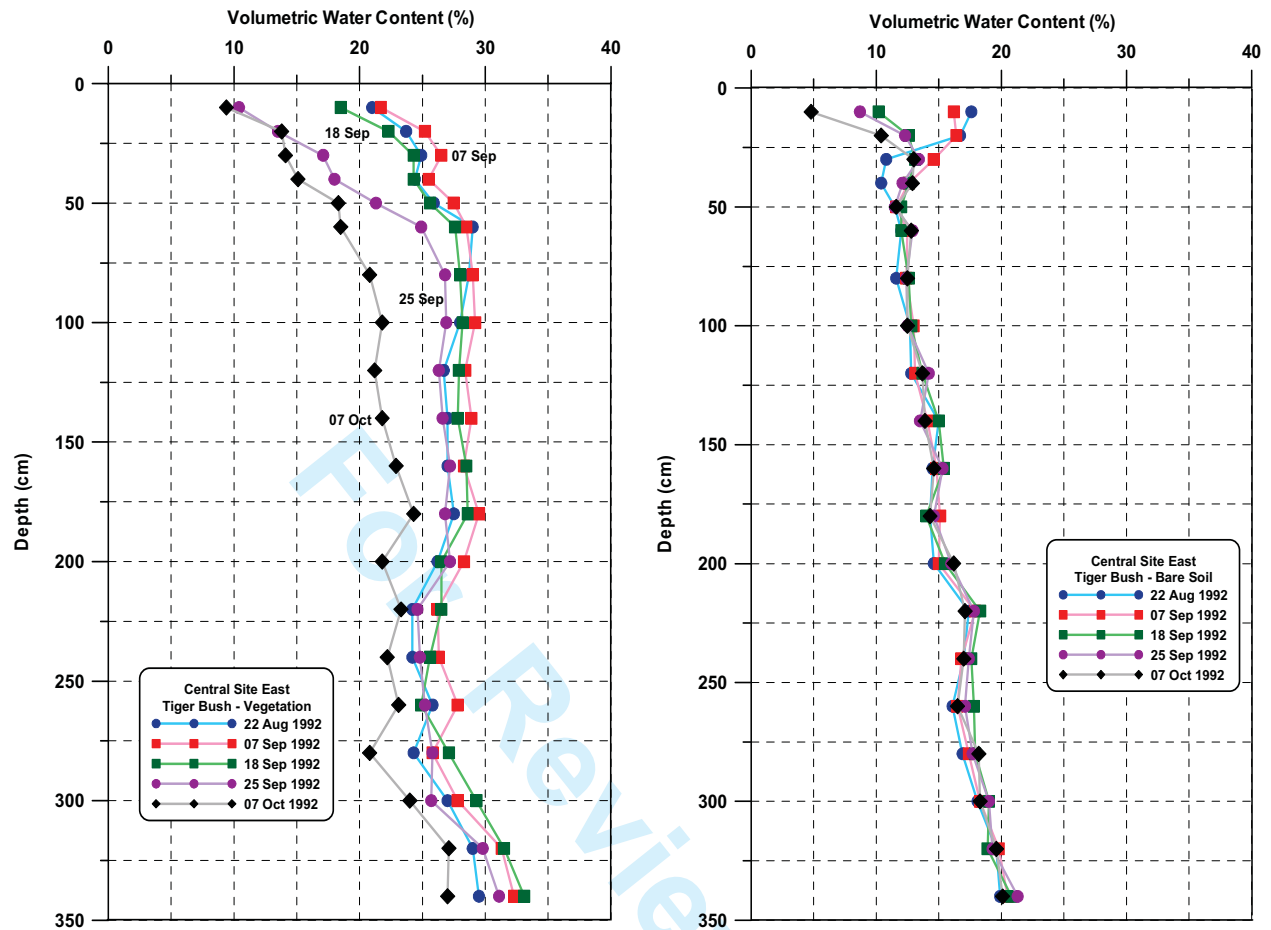 Volumetric Water Content (%)
0 10 20 30 40
0
50
100
150
200
250
300
350
Depth (cm)
18 Sep
07 Sep
25 Sep
07 Oct
Central Site East
Tiger Bush - Vegetation
22 Aug 1992
07 Sep 1992
18 Sep 1992
25 Sep 1992
07 Oct 1992
Volumetric Water Content (%)
0 10 20 30 40
0
50
100
150
200
250
300
350
Depth (cm)
Central Site East
Tiger Bush - Bare Soil
22 Aug 1992
07 Sep 1992
18 Sep 1992
25 Sep 1992
07 Oct 1992
For Revie